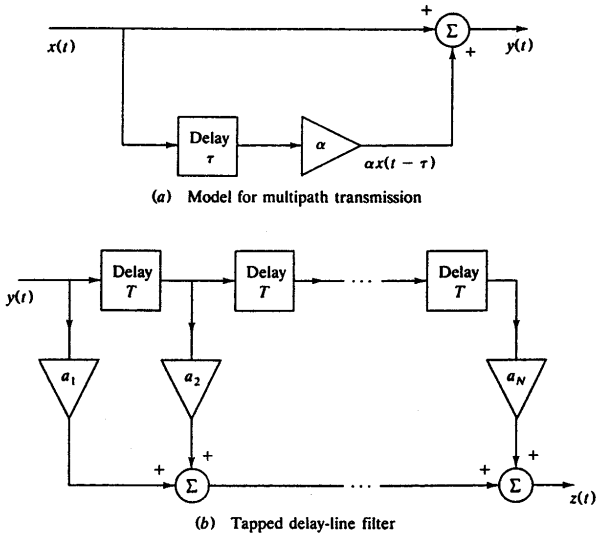 +
Σ
x(t)
+
y(t)
Delay
τ
α
αx(t − τ)
(a) Model for multipath transmission
Delay
T
Delay
T
...
Delay
T
y(t)
a1
a2
aN
+
+
+
+
Σ
...
Σ
z(t)
(b) Tapped delay-line filter